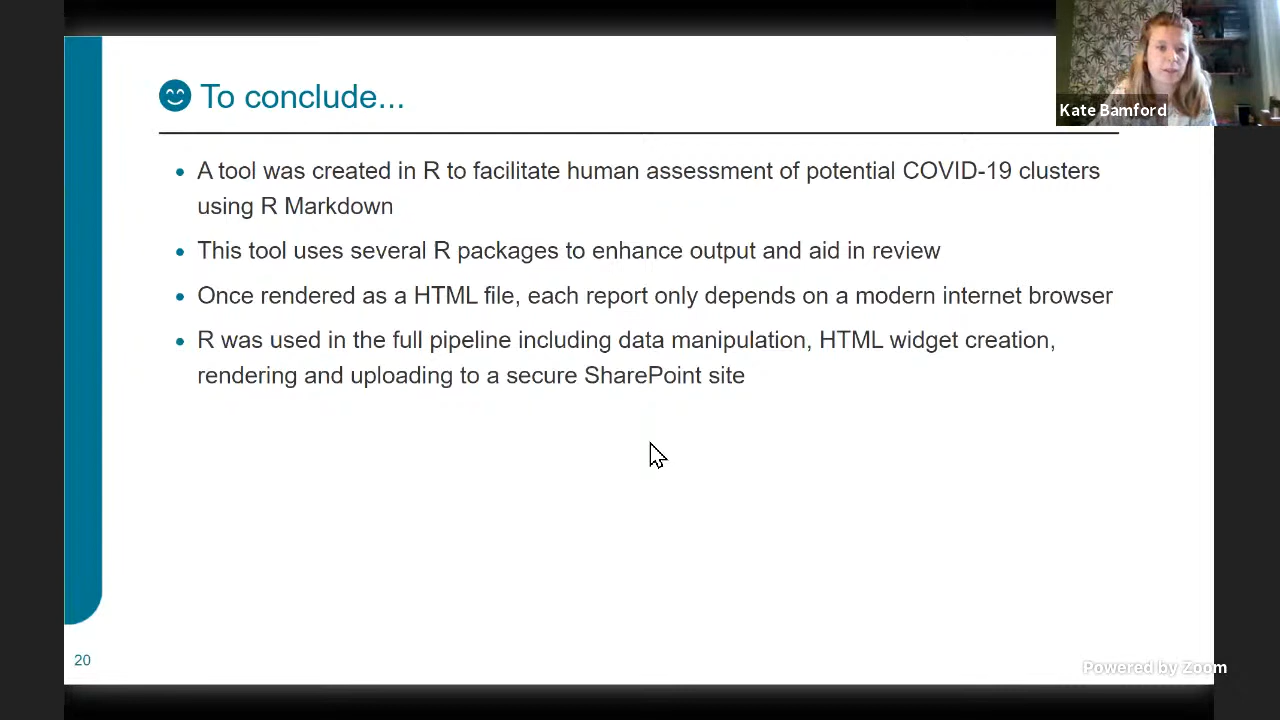 To conclude...
Kate Bamford
A tool was created in R to facilitate human assessment of potential COVID-19 clusters
using R Markdown
This tool uses several R packages to enhance output and aid in review
Once rendered as a HTML file, each report only depends on a modern internet browser
R was used in the full pipeline including data manipulation, HTML widget creation,
rendering and uploading to a secure SharePoint site
20
Powered by Zoom